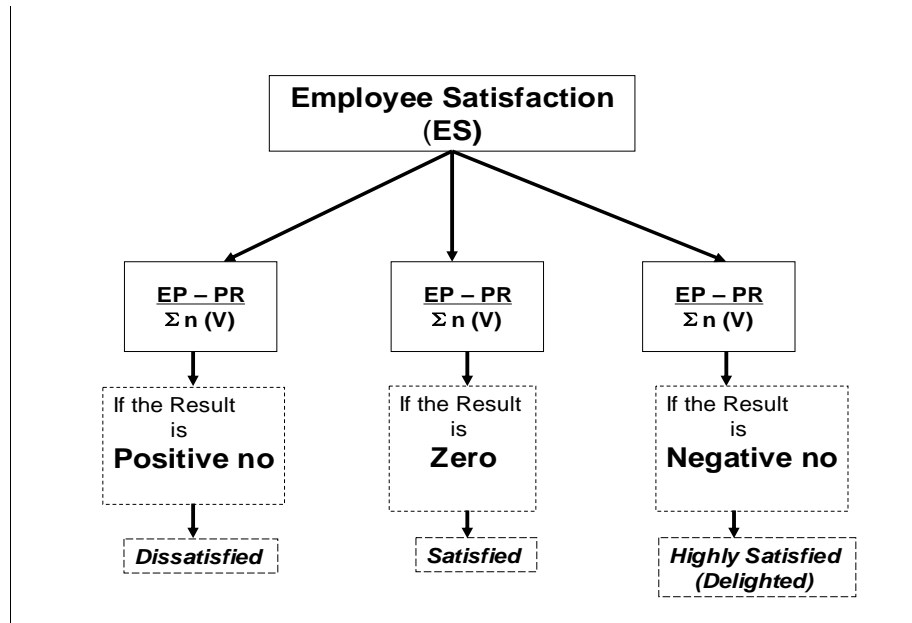 Employee Satisfaction
(ES)
EP – PR
Σ n (V)
EP – PR
Σ n (V)
EP – PR
Σ n (V)
If the Result
is
Positive no
If the Result
is
Zero
If the Result
is
Negative no
Dissatisfied
Satisfied
Highly Satisfied
(Delighted)